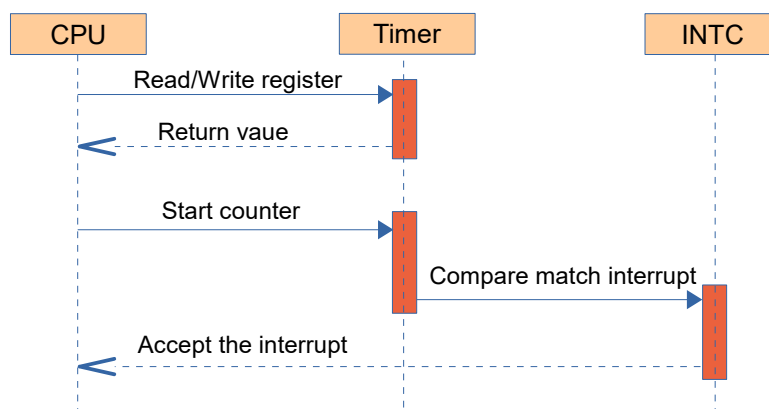 CPU
Timer
INTC
Read/Write register
Return vaue
Start counter
Compare match interrupt
Accept the interrupt